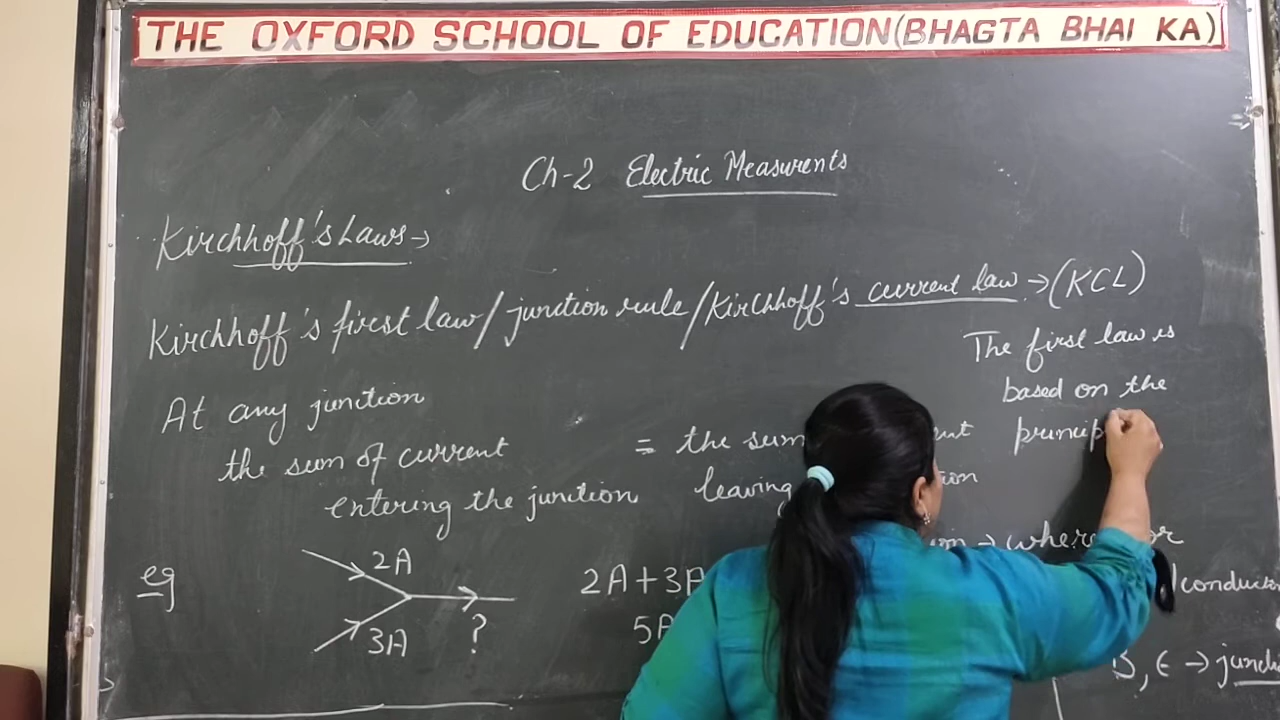 THE OXFORD SCHOOL OF EDUCATION(BHAGTA BHAI KA)
Ch-2 Electric Measurents
Kirchhoff's Laws→
Kirchhoff's first law/junction rule/Kirchhoff's current law→(KCL)
The first law is
based on the
At any junction
the sum of current = the sum
entering the junction leaving
eg
2A
3A
?
2A+3A
5A
→ where
B, E →